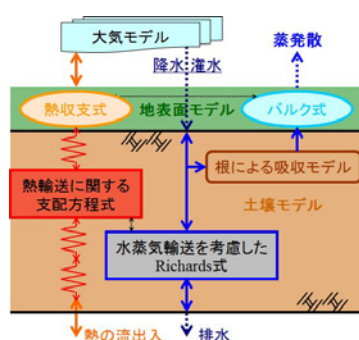 大気モデル
蒸発散
降水 灌水
熱収支式
地表面モデル
バルク式
根による吸収モデル
熱輸送に関する
支配方程式
土壌モデル
水蒸気輸送を考慮した
Richards式
熱の流出入
排水